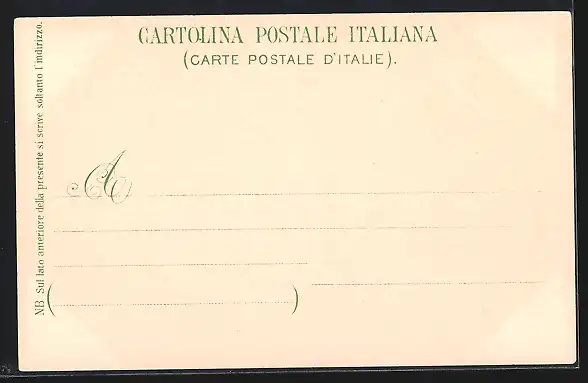 CARTOLINA POSTALE ITALIANA
(CARTE POSTALE D'ITALIE).
NB Sul lato anteriore della presente si scrive soltanto l'indirizzo.
A
( )